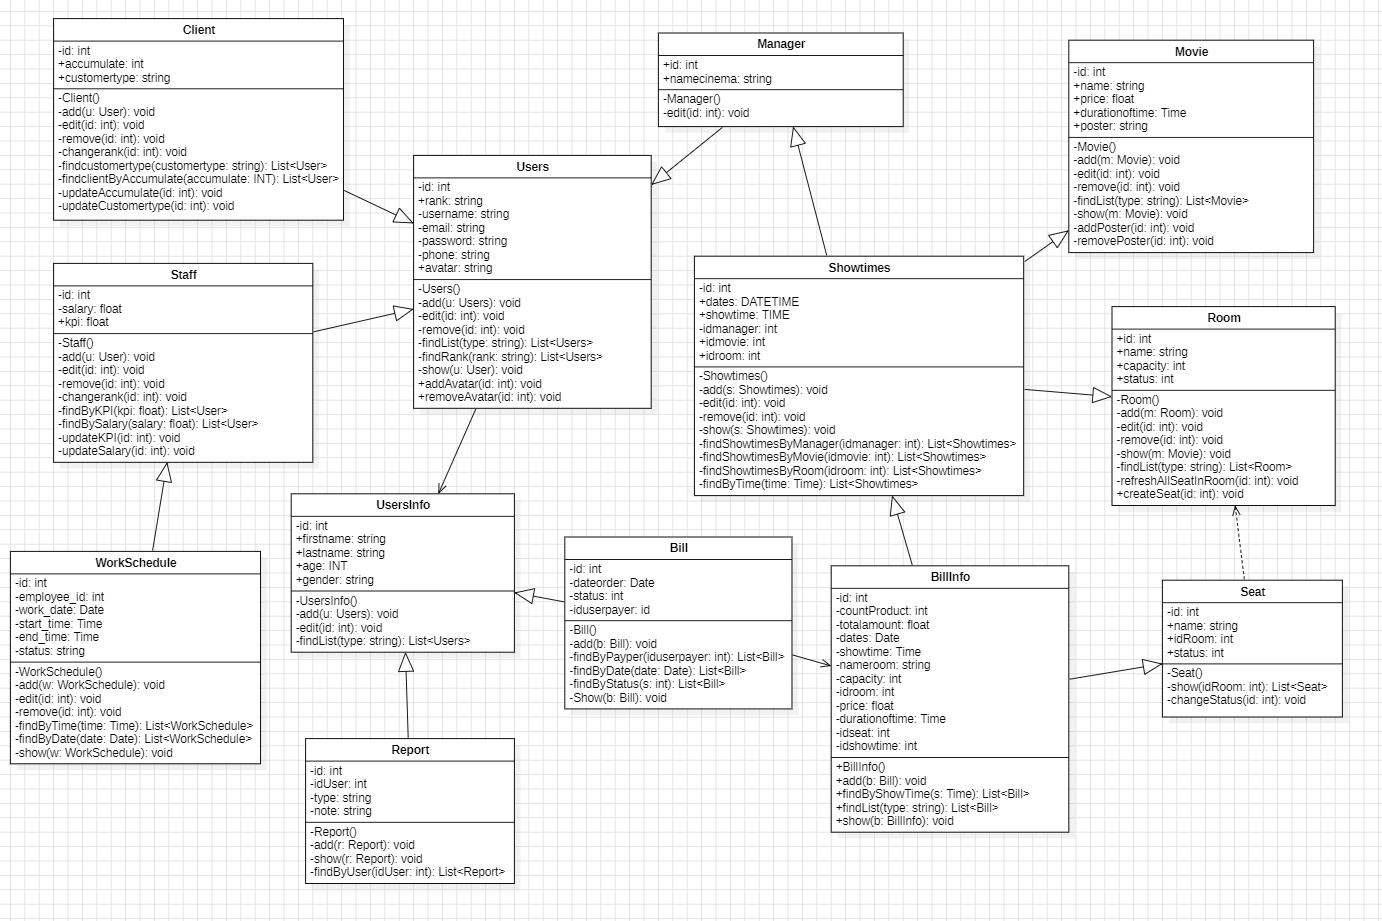 Client
-id: int
+accumulate: int
+customertype: string
-Client()
-add(u: User): void
-edit(id: int): void
-remove(id: int): void
-changerank(id: int): void
-findcustomertype(customertype: string): List<User>
-findclientByAccumulate(accumulate: INT): List<User>
-updateAccumulate(id: int): void
-updateCustomertype(id: int): void
Manager
+id: int
+namecinema: string
-Manager()
-edit(id: int): void
Movie
-id: int
+name: string
+price: float
+durationoftime: Time
+poster: string
-Movie()
-add(m: Movie): void
-edit(id: int): void
-remove(id: int): void
-findList(type: string): List<Movie>
-show(m: Movie): void
-addPoster(id: int): void
-removePoster(id: int): void
Users
-id: int
+rank: string
-username: string
-email: string
-password: string
-phone: string
+avatar: string
-Users()
-add(u: Users): void
-edit(id: int): void
-remove(id: int): void
-findList(type: string): List<Users>
-findRank(rank: string): List<Users>
-show(u: User): void
+addAvatar(id: int): void
+removeAvatar(id: int): void
Staff
-id: int
-salary: float
+kpi: float
-Staff()
-add(u: User): void
-edit(id: int): void
-remove(id: int): void
-changerank(id: int): void
-findByKPI(kpi: float): List<User>
-findBySalary(salary: float): List<User>
-updateKPI(id: int): void
-updateSalary(id: int): void
Showtimes
-id: int
+dates: DATETIME
+showtime: TIME
-idmanager: int
+idmovie: int
+idroom: int
-Showtimes()
-add(s: Showtimes): void
-edit(id: int): void
-remove(id: int): void
-show(s: Showtimes): void
-findShowtimesByManager(idmanager: int): List<Showtimes>
-findShowtimesByMovie(idmovie: int): List<Showtimes>
-findShowtimesByRoom(idroom: int): List<Showtimes>
-findByTime(time: Time): List<Showtimes>
Room
+id: int
+name: string
+capacity: int
+status: int
-Room()
-add(m: Room): void
-edit(id: int): void
-remove(id: int): void
-show(m: Movie): void
-findList(type: string): List<Room>
-refreshAllSeatInRoom(id: int): void
+createSeat(id: int): void
UsersInfo
-id: int
+firstname: string
+lastname: string
+age: INT
+gender: string
-UsersInfo()
-add(u: Users): void
-edit(id: int): void
-findList(type: string): List<Users>
Bill
-id: int
-dateorder: Date
-status: int
-iduserpayer: id
-Bill()
-add(b: Bill): void
-findByPayper(iduserpayer: int): List<Bill>
-findByDate(date: Date): List<Bill>
-findByStatus(s: int): List<Bill>
-Show(b: Bill): void
WorkSchedule
-id: int
-employee_id: int
-work_date: Date
-start_time: Time
-end_time: Time
-status: string
-WorkSchedule()
-add(w: WorkSchedule): void
-edit(id: int): void
-remove(id: int): void
-findByTime(time: Time): List<WorkSchedule>
-findByDate(date: Date): List<WorkSchedule>
-show(w: WorkSchedule): void
BillInfo
-id: int
-countProduct: int
-totalamount: float
-dates: Date
-showtime: Time
-nameroom: string
-capacity: int
-idroom: int
-price: float
-durationoftime: Time
-idseat: int
-idshowtime: int
+BillInfo()
+add(b: Bill): void
+findByShowTime(s: Time): List<Bill>
+findList(type: string): List<Bill>
+show(b: BillInfo): void
Seat
-id: int
+name: string
+idRoom: int
+status: int
-Seat()
-show(idRoom: int): List<Seat>
-changeStatus(id: int): void
Report
-id: int
-idUser: int
-type: string
-note: string
-Report()
-add(r: Report): void
-show(r: Report): void
-findByUser(idUser: int): List<Report>